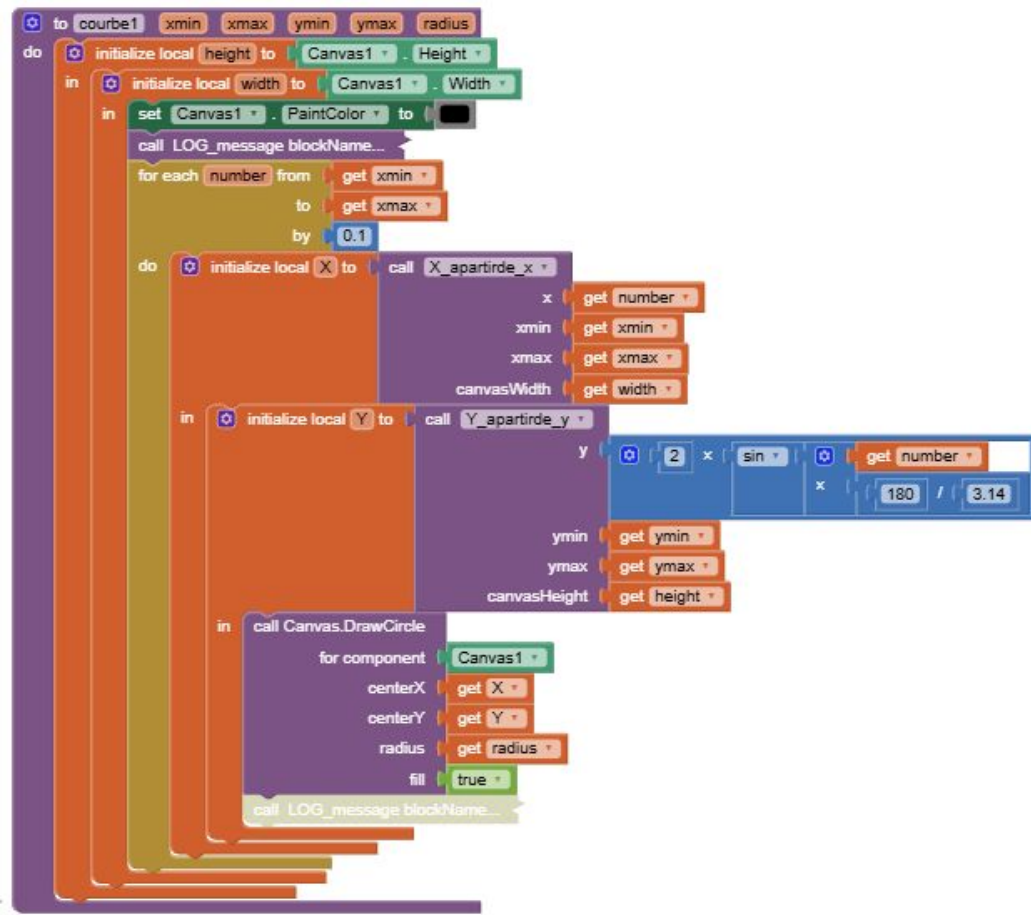 to courbe1 xmin xmax ymin ymax radius
do initialize local height to Canvas1 . Height
in initialize local width to Canvas1 . Width
in set Canvas1 . PaintColor to
call LOG_message blockName...
for each number from get xmin
to get xmax
by 0.1
do initialize local X to call X_apartirde_x
x get number
xmin get xmin
xmax get xmax
canvasWidth get width
in initialize local Y to call Y_apartirde_y
y 2 x sin get number
x 180 / 3.14
ymin get ymin
ymax get ymax
canvasHeight get height
in call Canvas.DrawCircle
for component Canvas1
centerX get X
centerY get Y
radius get radius
fill true
call LOG_message blockName...